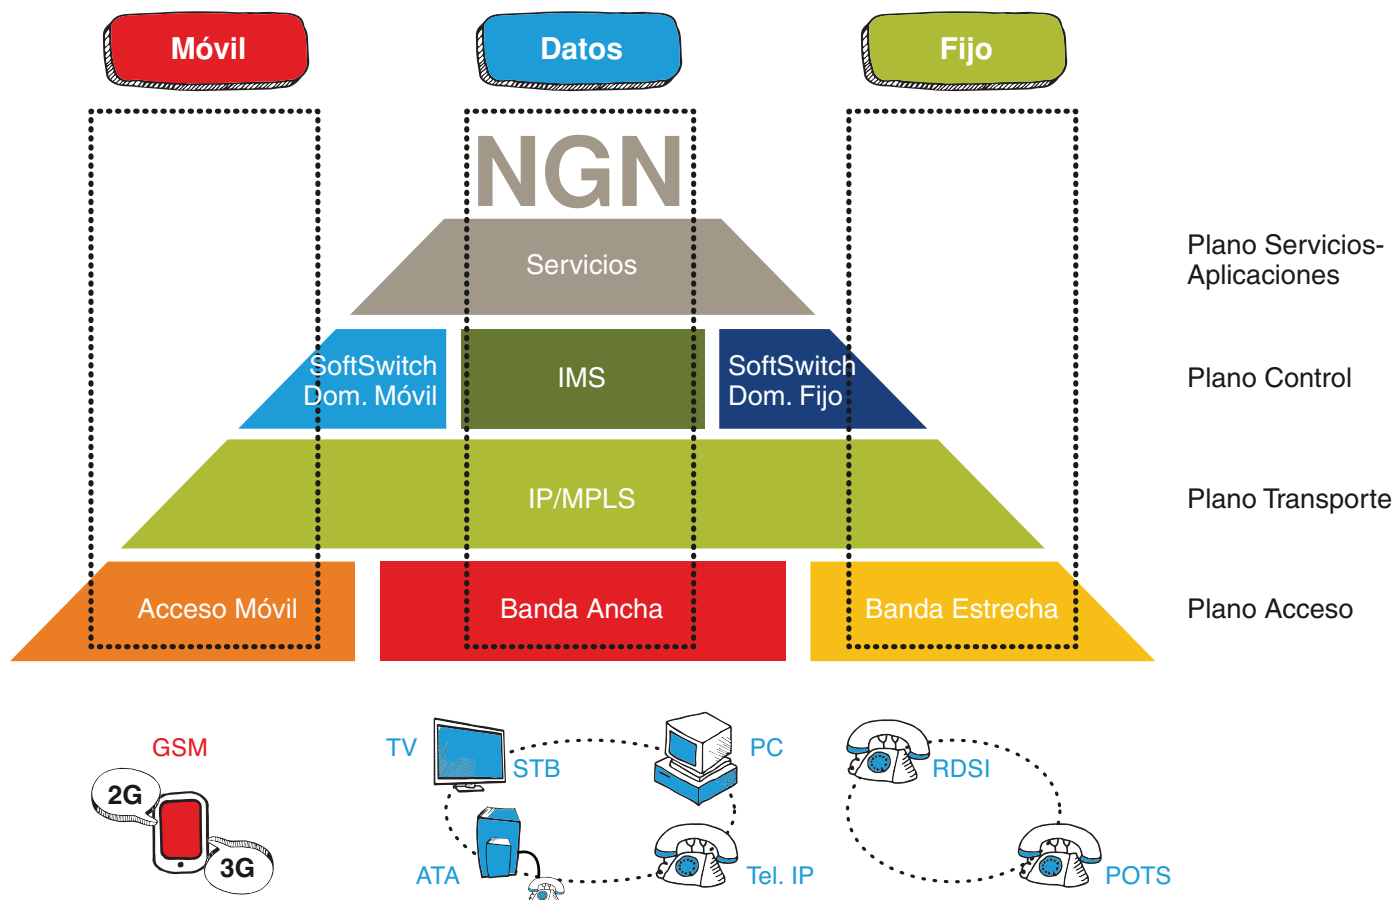 Móvil
Datos
Fijo
NGN
Servicios
Plano Servicios-
Aplicaciones
SoftSwitch
Dom. Móvil
IMS
SoftSwitch
Dom. Fijo
Plano Control
IP/MPLS
Plano Transporte
Acceso Móvil
Banda Ancha
Banda Estrecha
Plano Acceso
GSM
2G
3G
TV
STB
PC
ATA
Tel. IP
RDSI
POTS